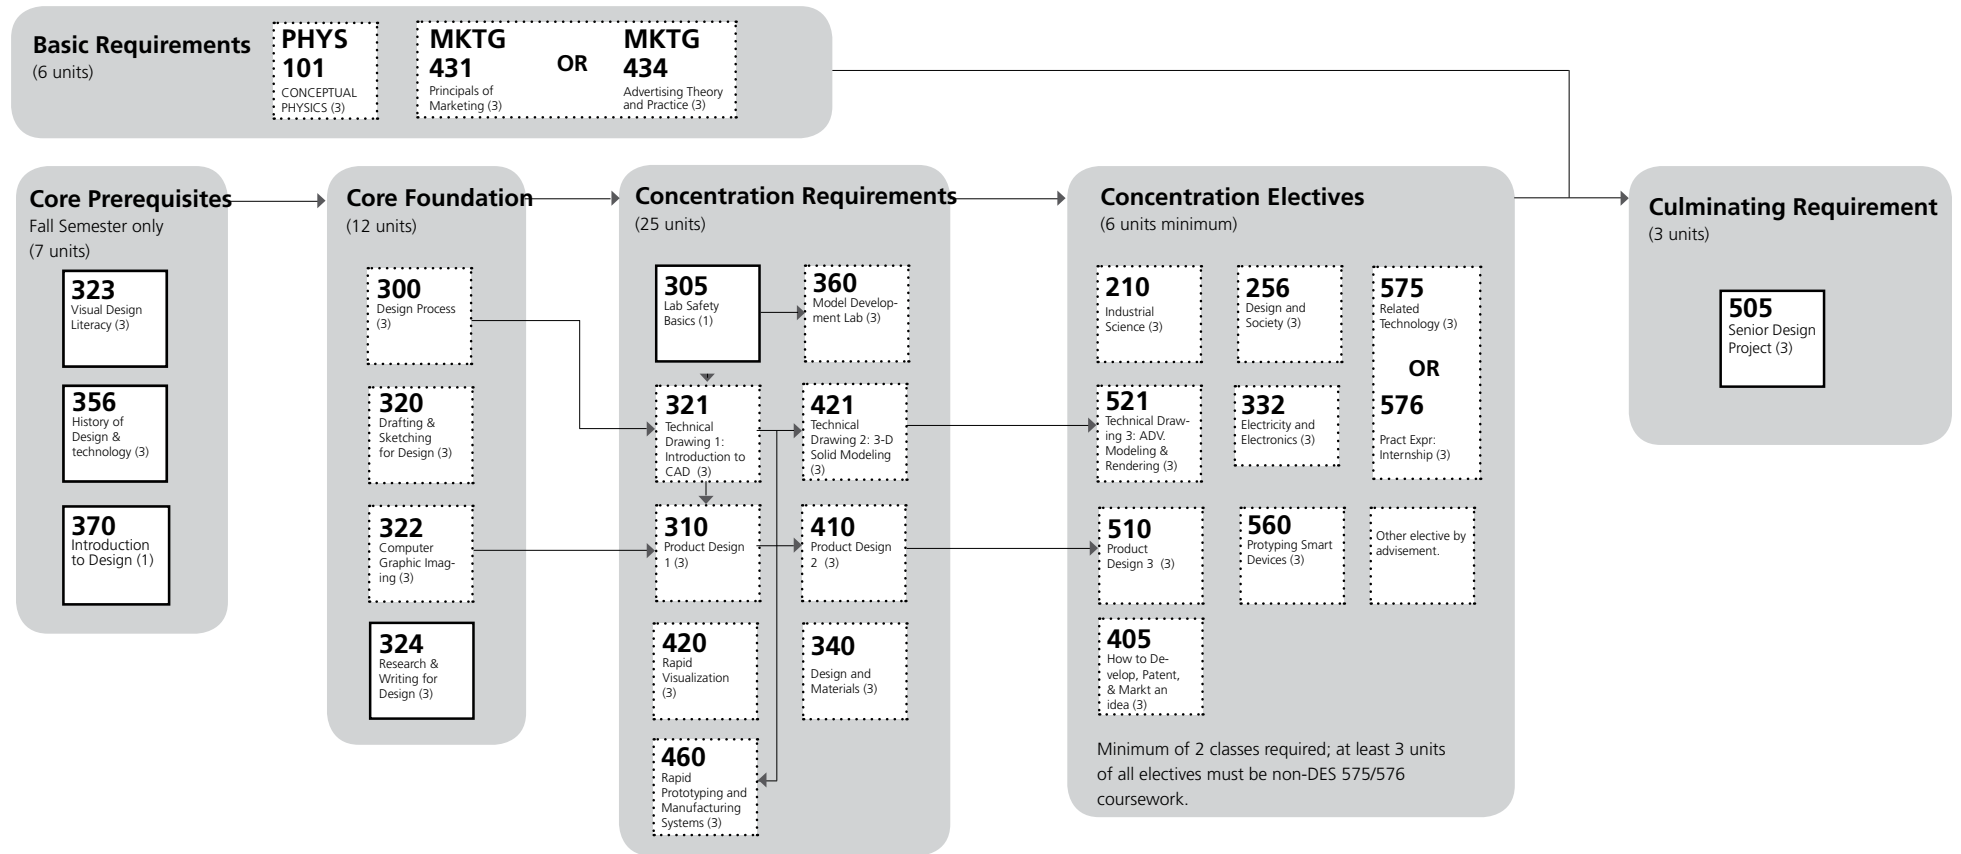 Basic Requirements
(6 units)
PHYS
101
CONCEPTUAL
PHYSICS (3)
MKTG
431
Principals of
Marketing (3)
OR
MKTG
434
Advertising Theory
and Practice (3)
Core Prerequisites
Fall Semester only
(7 units)
323
Visual Design
Literacy (3)
356
History of
Design &
technology (3)
370
Introduction
to Design (1)
Core Foundation
(12 units)
300
Design Process
(3)
320
Drafting &
Sketching
for Design (3)
322
Computer
Graphic Imag-
ing (3)
324
Research &
Writing for
Design (3)
Concentration Requirements
(25 units)
305
Lab Safety
Basics (1)
360
Model Develop-
ment Lab (3)
321
Technical
Drawing 1:
Introduction to
CAD (3)
421
Technical
Drawing 2: 3-D
Solid Modeling
(3)
310
Product Design
1 (3)
410
Product Design
2 (3)
420
Rapid
Visualization
(3)
340
Design and
Materials (3)
460
Rapid
Prototyping and
Manufacturing
Systems (3)
Concentration Electives
(6 units minimum)
210
Industrial
Science (3)
256
Design and
Society (3)
575
Related
Technology (3)
OR
576
Pract Expr:
Internship (3)
521
Technical Draw-
ing 3: ADV.
Modeling &
Rendering (3)
332
Electricity and
Electronics (3)
510
Product
Design 3 (3)
560
Protyping Smart
Devices (3)
Other elective by
advisement.
405
How to De-
velop, Patent,
& Markt an
idea (3)
Minimum of 2 classes required; at least 3 units
of all electives must be non-DES 575/576
coursework.
Culminating Requirement
(3 units)
505
Senior Design
Project (3)